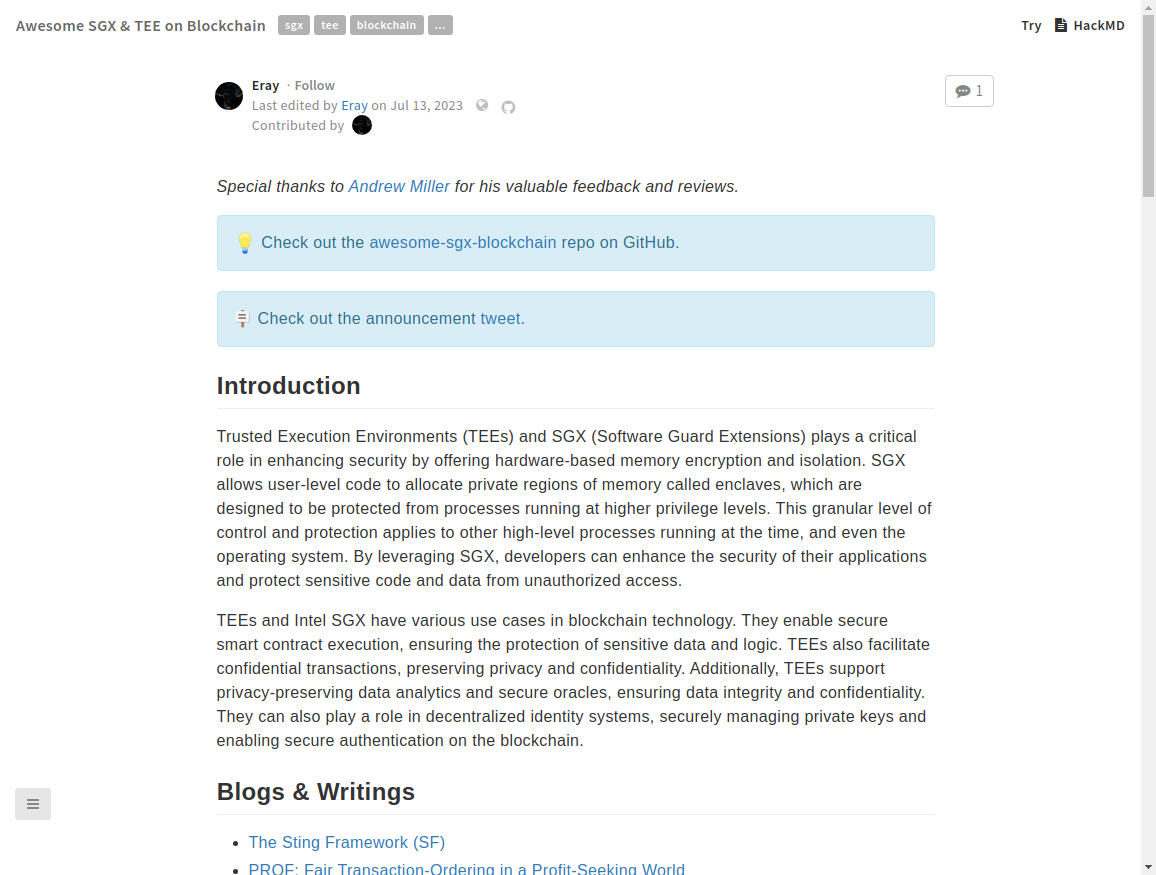 Awesome SGX & TEE on Blockchain sgx tee blockchain ... Try HackMD
Eray · Follow 1
Last edited by Eray on Jul 13, 2023
Contributed by
Special thanks to Andrew Miller for his valuable feedback and reviews.
💡 Check out the awesome-sgx-blockchain repo on GitHub.
🪧 Check out the announcement tweet.
Introduction
Trusted Execution Environments (TEEs) and SGX (Software Guard Extensions) plays a critical
role in enhancing security by offering hardware-based memory encryption and isolation. SGX
allows user-level code to allocate private regions of memory called enclaves, which are
designed to be protected from processes running at higher privilege levels. This granular level of
control and protection applies to other high-level processes running at the time, and even the
operating system. By leveraging SGX, developers can enhance the security of their applications
and protect sensitive code and data from unauthorized access.
TEEs and Intel SGX have various use cases in blockchain technology. They enable secure
smart contract execution, ensuring the protection of sensitive data and logic. TEEs also facilitate
confidential transactions, preserving privacy and confidentiality. Additionally, TEEs support
privacy-preserving data analytics and secure oracles, ensuring data integrity and confidentiality.
They can also play a role in decentralized identity systems, securely managing private keys and
enabling secure authentication on the blockchain.
Blogs & Writings
• The Sting Framework (SF)
• PROF: Fair Transaction-Ordering in a Profit-Seeking World